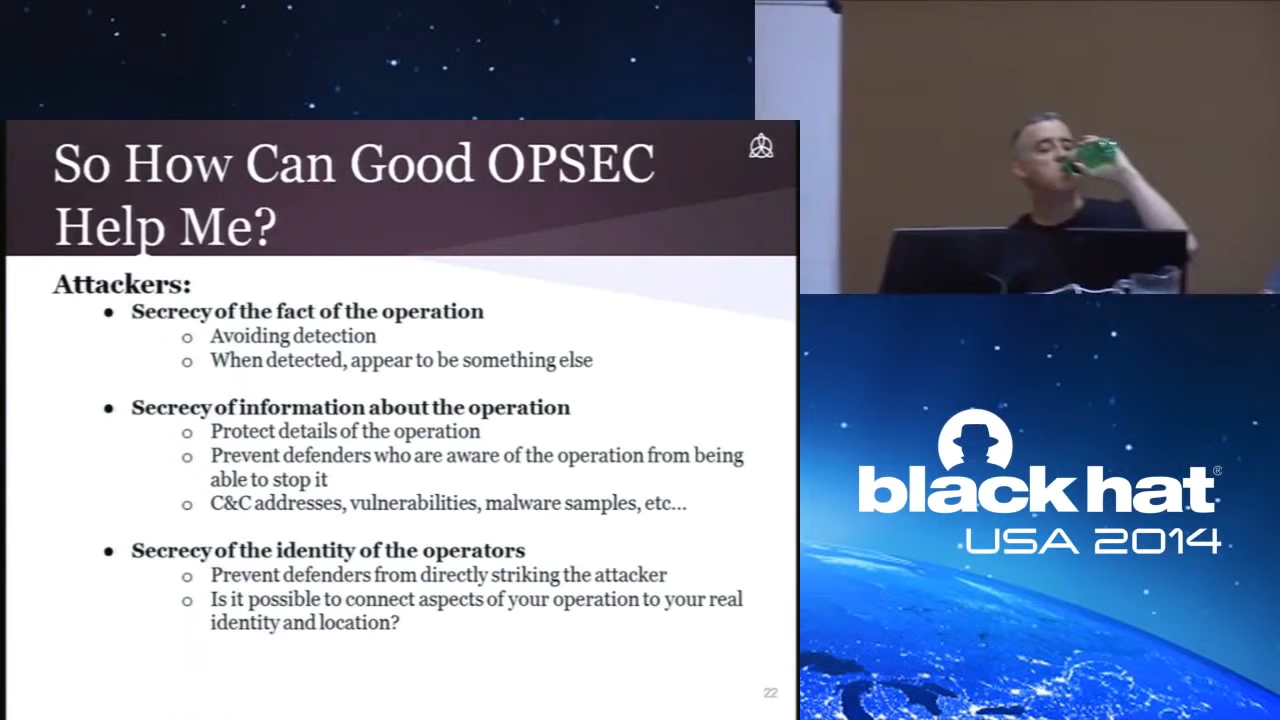 So How Can Good OPSEC
Help Me?
Attackers:
● Secrecy of the fact of the operation
o Avoiding detection
o When detected, appear to be something else
● Secrecy of information about the operation
o Protect details of the operation
o Prevent defenders who are aware of the operation from being
able to stop it
o C&C addresses, vulnerabilities, malware samples, etc...
● Secrecy of the identity of the operators
o Prevent defenders from directly striking the attacker
o Is it possible to connect aspects of your operation to your real
identity and location?
22
black hat®
USA 2014